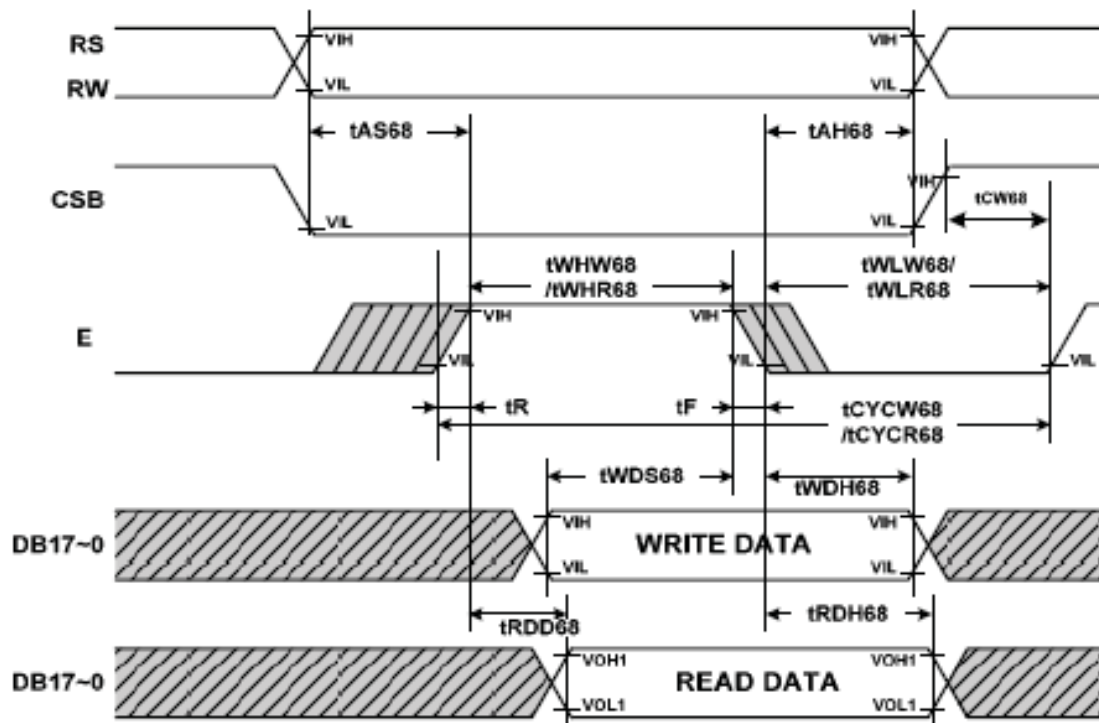 RS
VIH VIH
RW
VIL VIL
tAS68 tAH68
CSB
VIH
tCW68
VIL VIL
tWHW68
/tWHR68
tWLW68/
tWLR68
E
VIH VIH
VIL VIL VIL
tR tF
tCYCW68
/tCYCR68
tWDS68
tWDH68
DB17~0
VIH VIH
WRITE DATA
VIL VIL
tRDD68 tRDH68
DB17~0
VOH1 VOH1
READ DATA
VOL1 VOL1